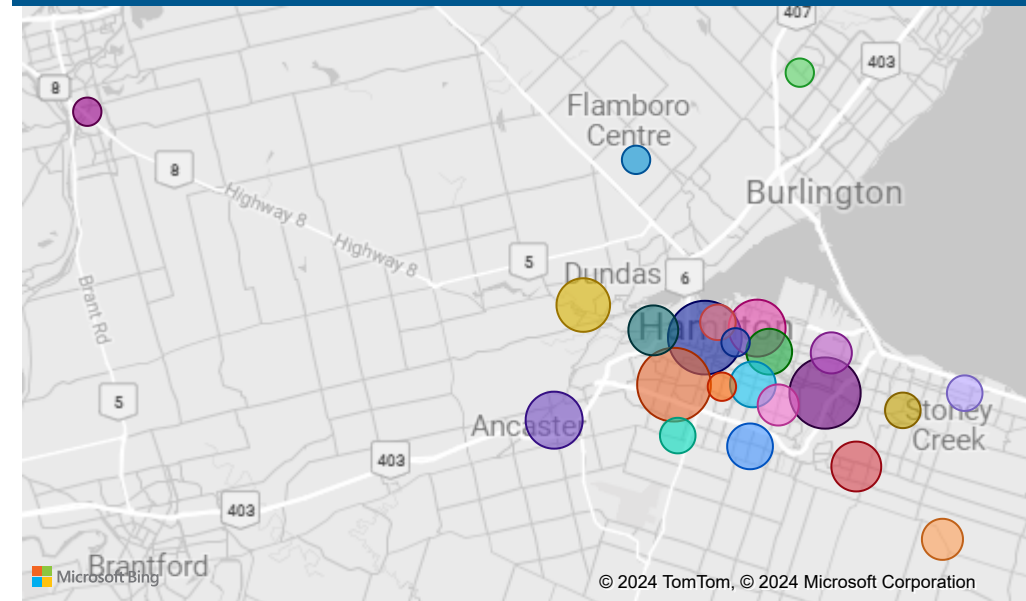 407
403
8
Flamboro
Centre
8
Burlington
Highway 8
Highway 8
5
Dundas
6
Brant Rd
Hamilton
5
Ancaster
Stoney
Creek
403
403
Brantford
Microsoft Bing
© 2024 TomTom, © 2024 Microsoft Corporation